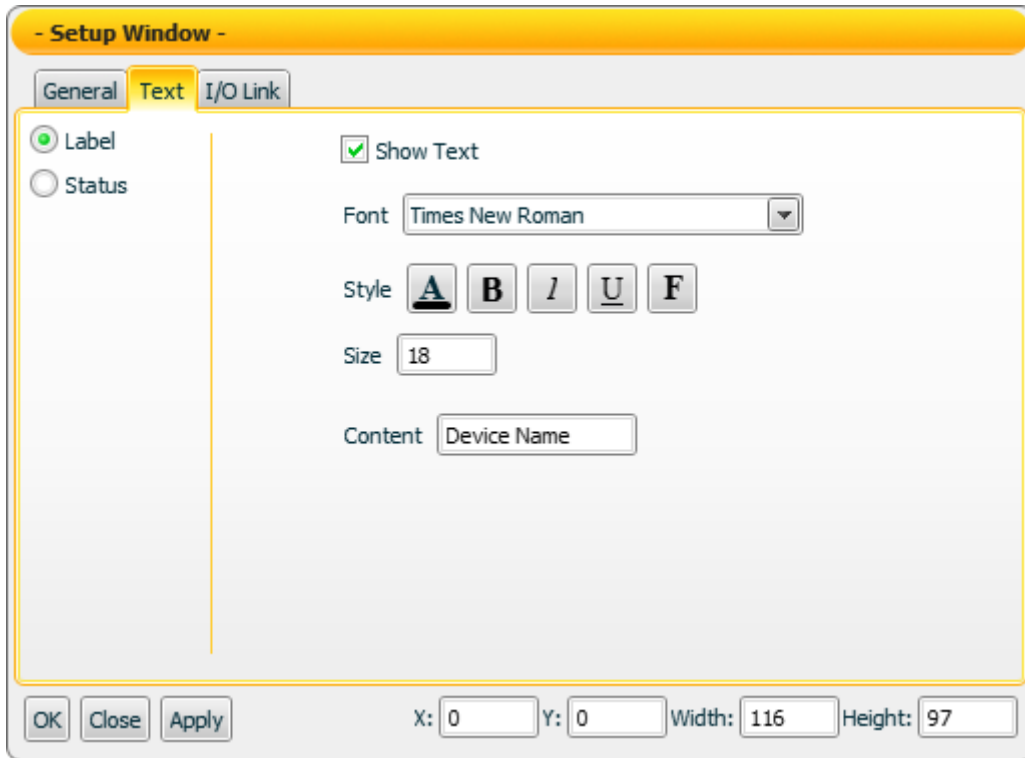 - Setup Window -
General Text I/O Link
Label
Status
Show Text
Font Times New Roman
Style A B I U F
Size 18
Content Device Name
OK Close Apply X: 0 Y: 0 Width: 116 Height: 97